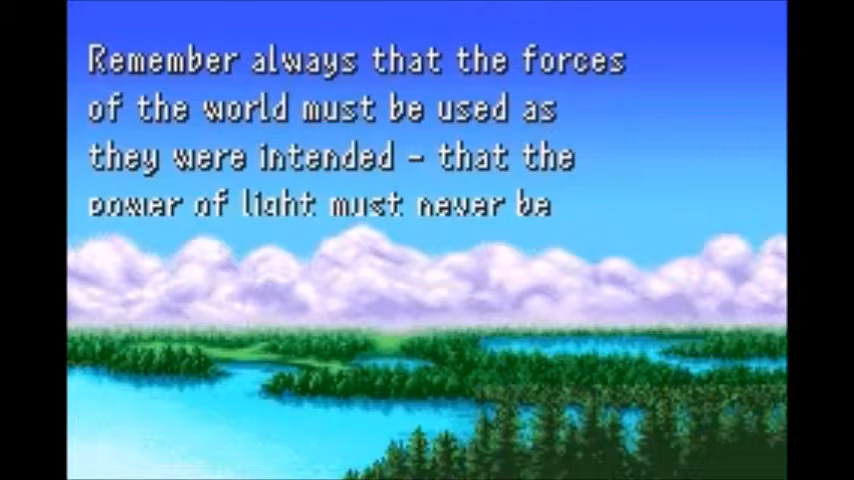 Remember always that the forces
of the world must be used as
they were intended - that the
power of light must never be